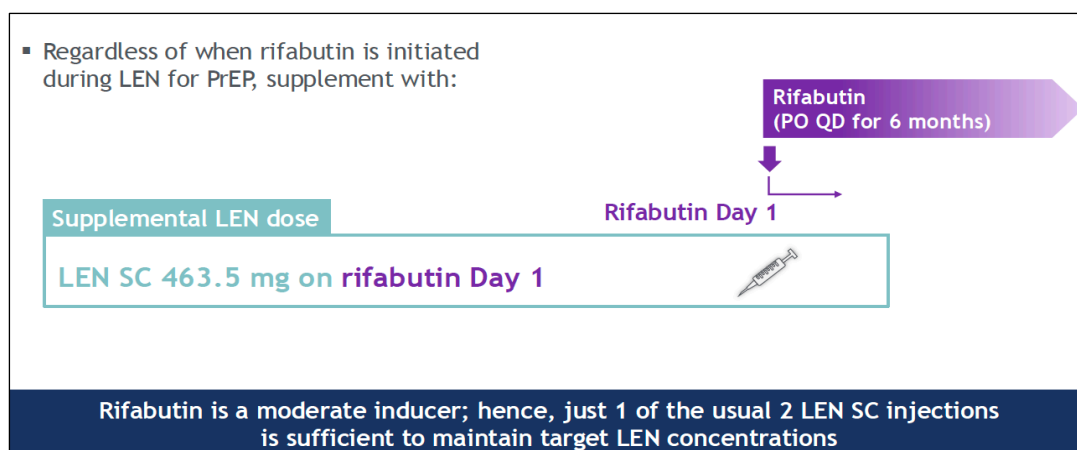 ▪ Regardless of when rifabutin is initiated
during LEN for PrEP, supplement with:
Rifabutin
(PO QD for 6 months)
Rifabutin Day 1
Supplemental LEN dose
LEN SC 463.5 mg on rifabutin Day 1
Rifabutin is a moderate inducer; hence, just 1 of the usual 2 LEN SC injections
is sufficient to maintain target LEN concentrations